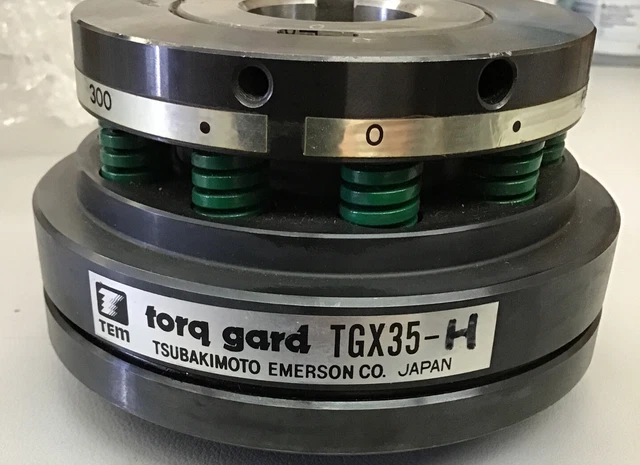 300
0
TEM
torq gard TGX35-H
TSUBAKIMOTO EMERSON CO. JAPAN